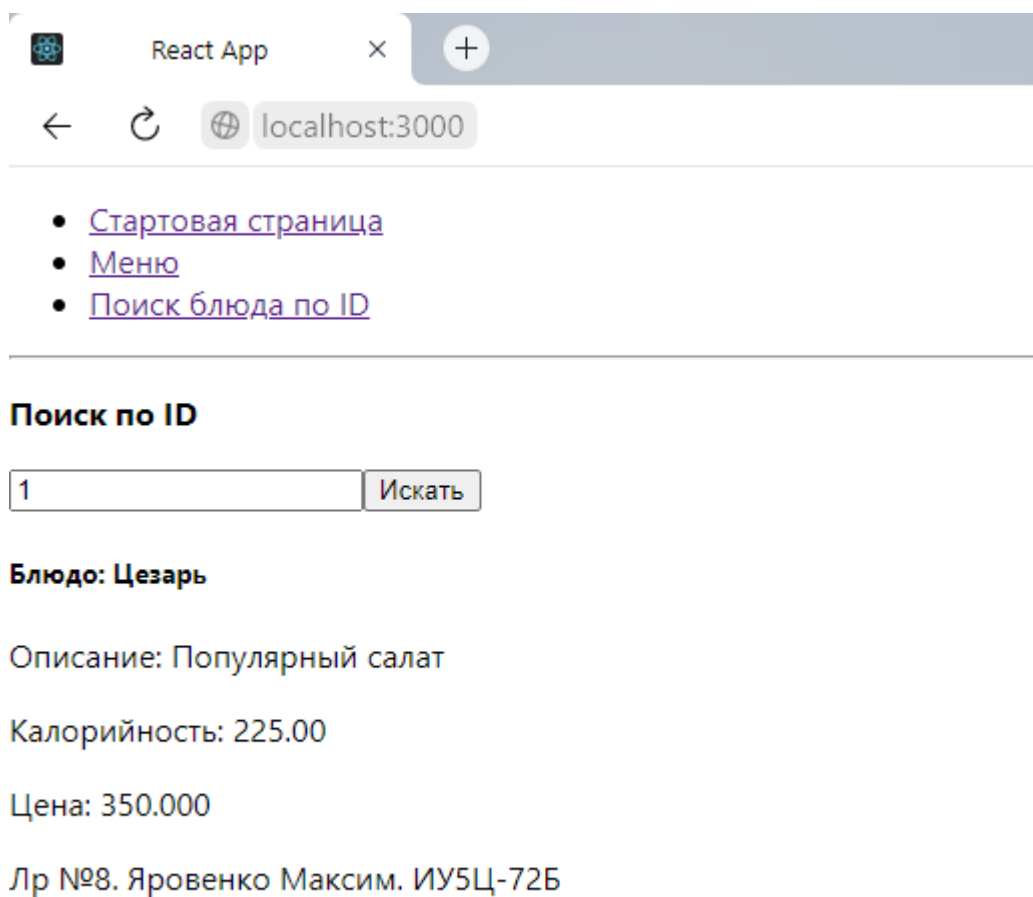 React App
localhost:3000
Стартовая страница
Меню
Поиск блюда по ID
Поиск по ID
1 Искать
Блюдо: Цезарь
Описание: Популярный салат
Калорийность: 225.00
Цена: 350.000
Лр №8. Яровенко Максим. ИУ5Ц-72Б